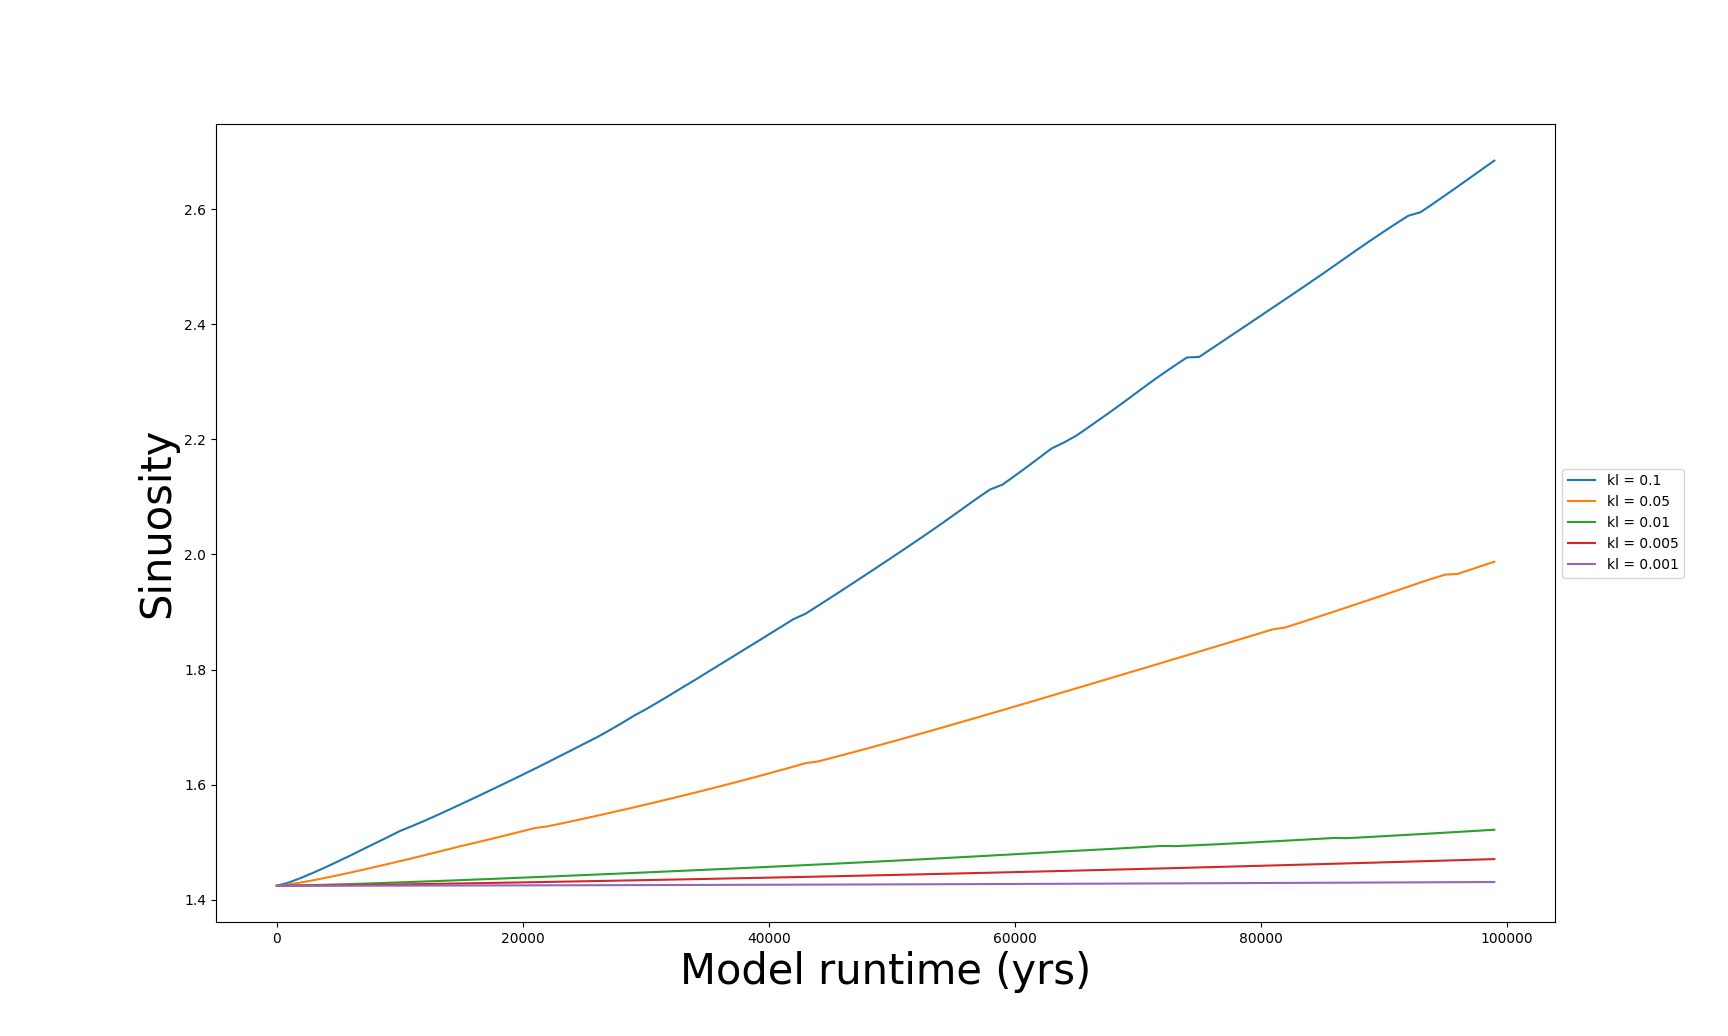 Sinuosity
2.6
2.4
2.2
2.0
1.8
1.6
1.4
0 20000 40000 60000 80000 100000
Model runtime (yrs)
kl = 0.1
kl = 0.05
kl = 0.01
kl = 0.005
kl = 0.001